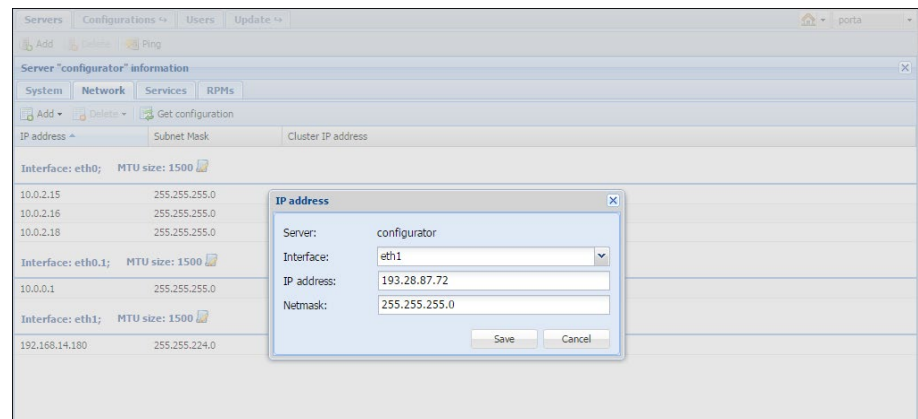 Servers Configurations Users Update porta
Add Delete Ping
Server "configurator" information
System Network Services RPMs
Add Delete Get configuration
IP address Subnet Mask Cluster IP address
Interface: eth0; MTU size: 1500
10.0.2.15 255.255.255.0
10.0.2.16 255.255.255.0
10.0.2.18 255.255.255.0
Interface: eth0.1; MTU size: 1500
10.0.0.1 255.255.255.0
Interface: eth1; MTU size: 1500
192.168.14.180 255.255.224.0
IP address
Server: configurator
Interface: eth1
IP address: 193.28.87.72
Netmask: 255.255.255.0
Save Cancel